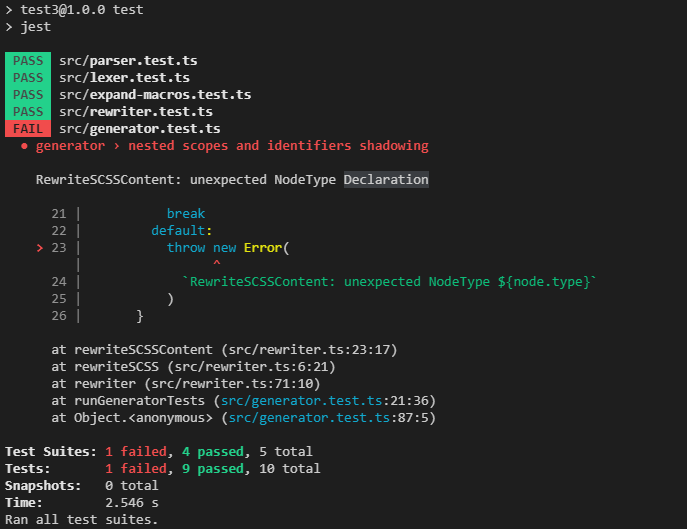 > test3@1.0.0 test
> jest
PASS src/parser.test.ts
PASS src/lexer.test.ts
PASS src/expand-macros.test.ts
PASS src/rewriter.test.ts
FAIL src/generator.test.ts
● generator › nested scopes and identifiers shadowing
RewriteSCSSContent: unexpected NodeType Declaration
21 | break
22 | default:
> 23 | throw new Error(
| ^
24 | `RewriteSCSSContent: unexpected NodeType ${node.type}`
25 | )
26 | }
at rewriteSCSSContent (src/rewriter.ts:23:17)
at rewriteSCSS (src/rewriter.ts:6:21)
at rewriter (src/rewriter.ts:71:10)
at runGeneratorTests (src/generator.test.ts:21:36)
at Object.<anonymous> (src/generator.test.ts:87:5)
Test Suites: 1 failed, 4 passed, 5 total
Tests: 1 failed, 9 passed, 10 total
Snapshots: 0 total
Time: 2.546 s
Ran all test suites.